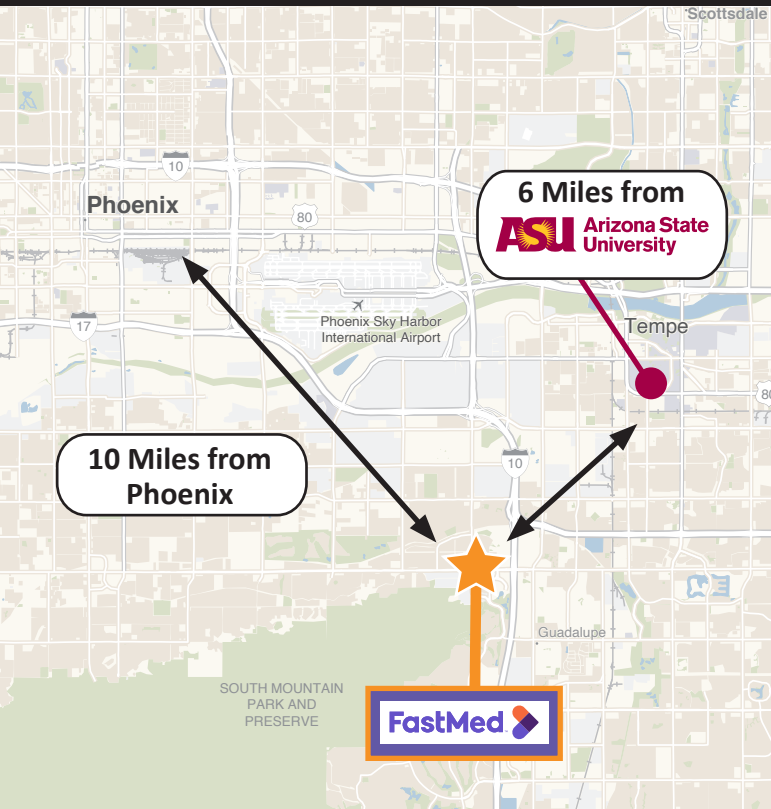 Scottsdale
10
Phoenix
80
6 Miles from
ASU Arizona State
University
17
Phoenix Sky Harbor
International Airport
Tempe
80
10 Miles from
Phoenix
10
Guadalupe
SOUTH MOUNTAIN
PARK AND
PRESERVE
FastMed